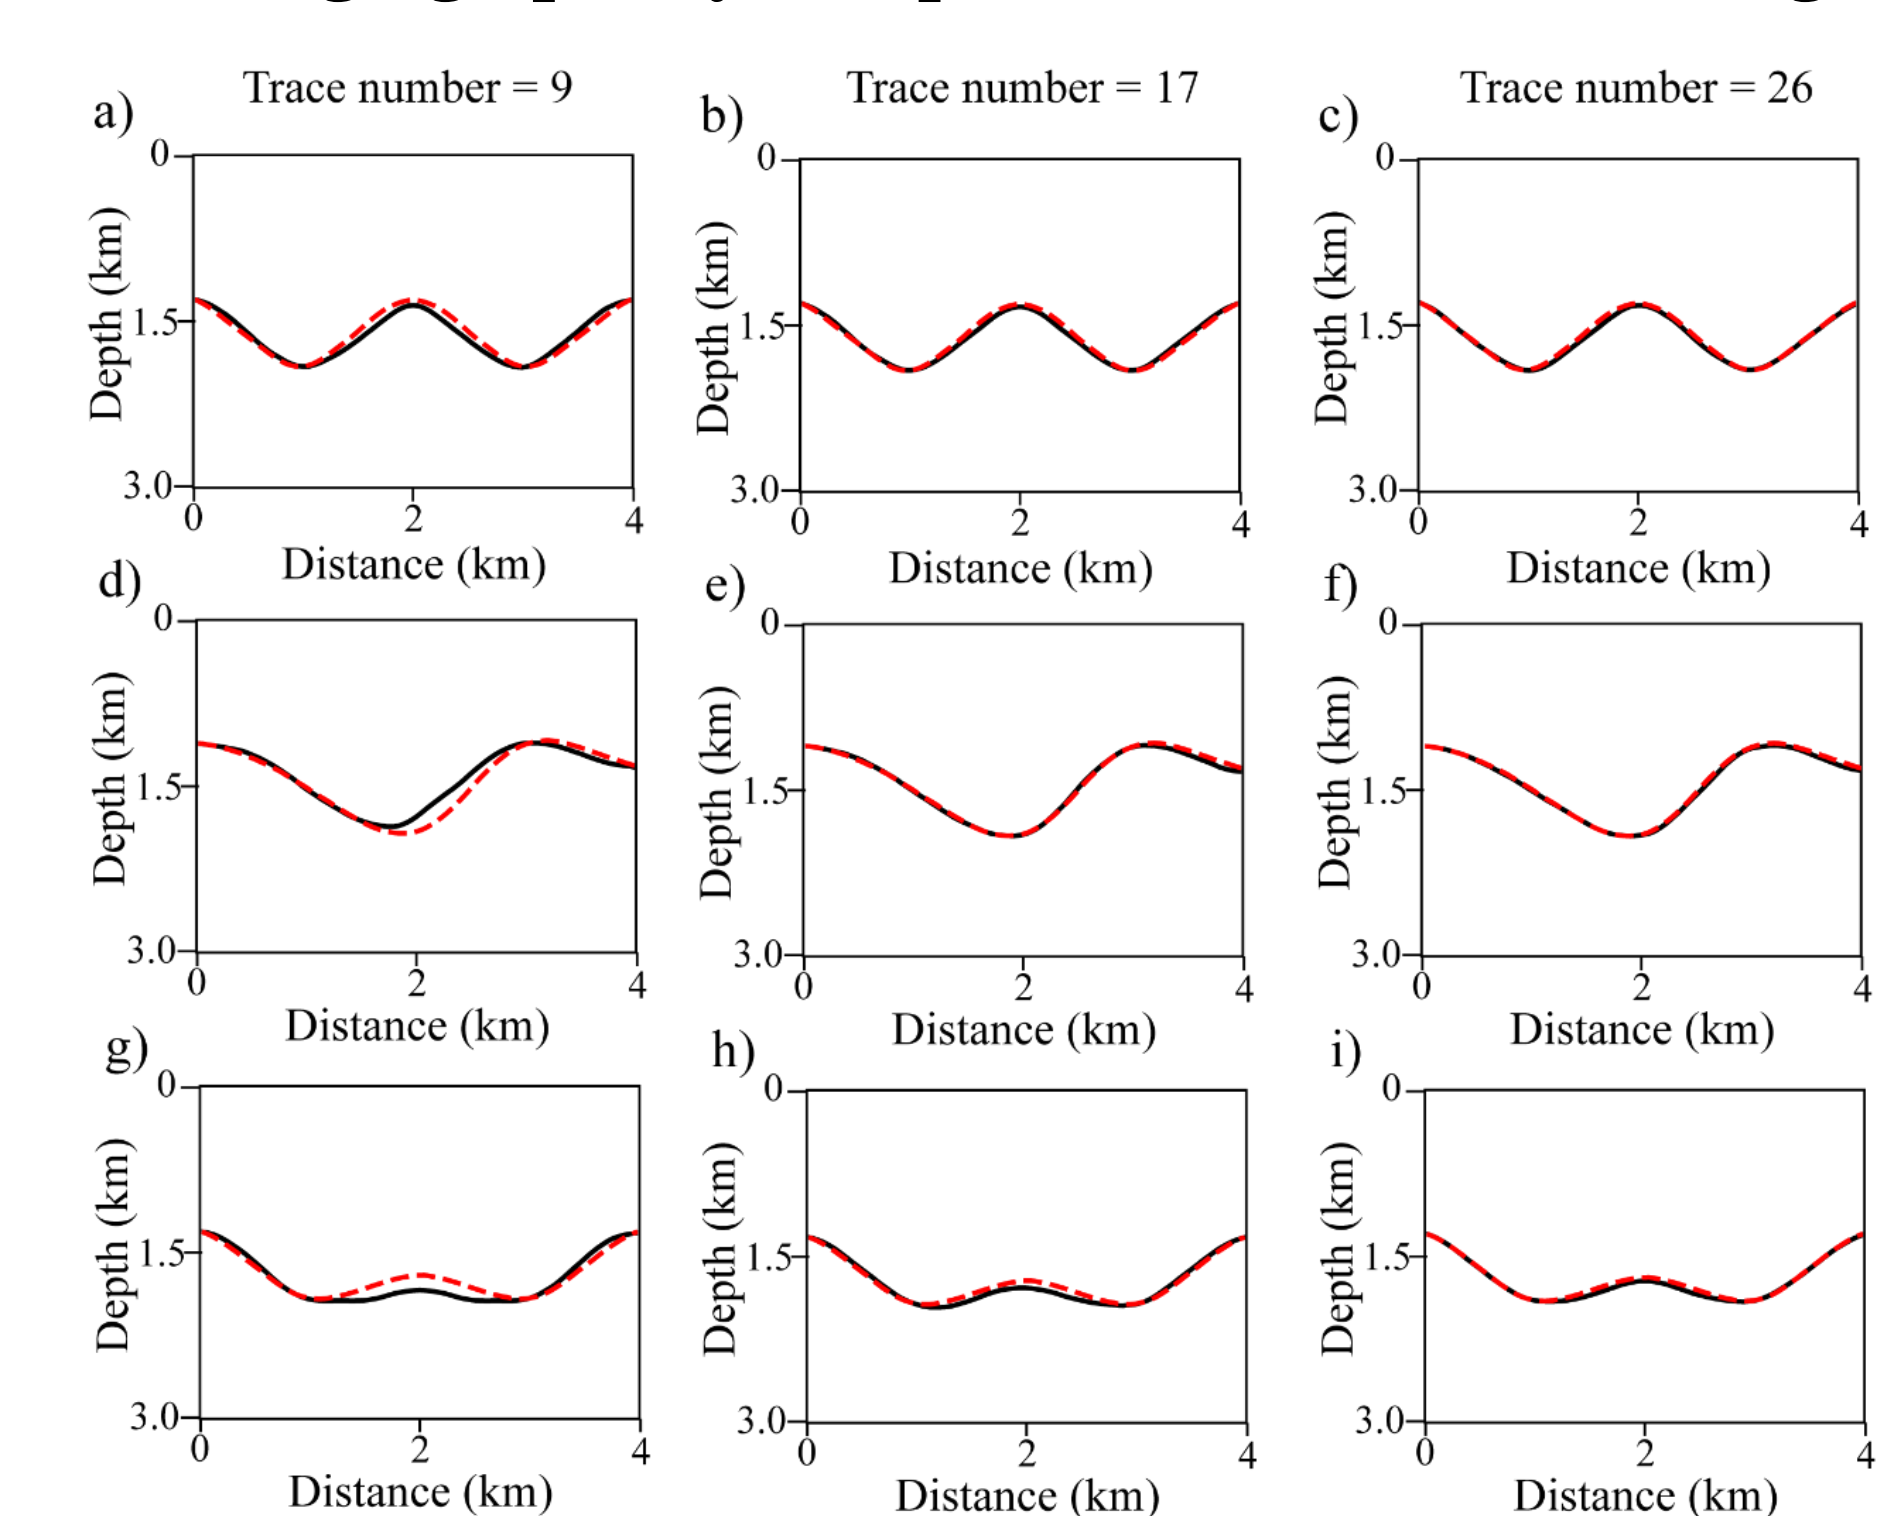 Trace number = 9
Trace number = 17
Trace number = 26
a)
b)
c)
0
0
0
Depth (km)
Depth (km)
Depth (km)
1.5
1.5
1.5
3.0
3.0
3.0
0 2 4
0 2 4
0 2 4
Distance (km)
Distance (km)
Distance (km)
d)
e)
f)
0
0
0
Depth (km)
Depth (km)
Depth (km)
1.5
1.5
1.5
3.0
3.0
3.0
0 2 4
0 2 4
0 2 4
Distance (km)
Distance (km)
Distance (km)
g)
h)
i)
0
0
0
Depth (km)
Depth (km)
Depth (km)
1.5
1.5
1.5
3.0
3.0
3.0
0 2 4
0 2 4
0 2 4
Distance (km)
Distance (km)
Distance (km)